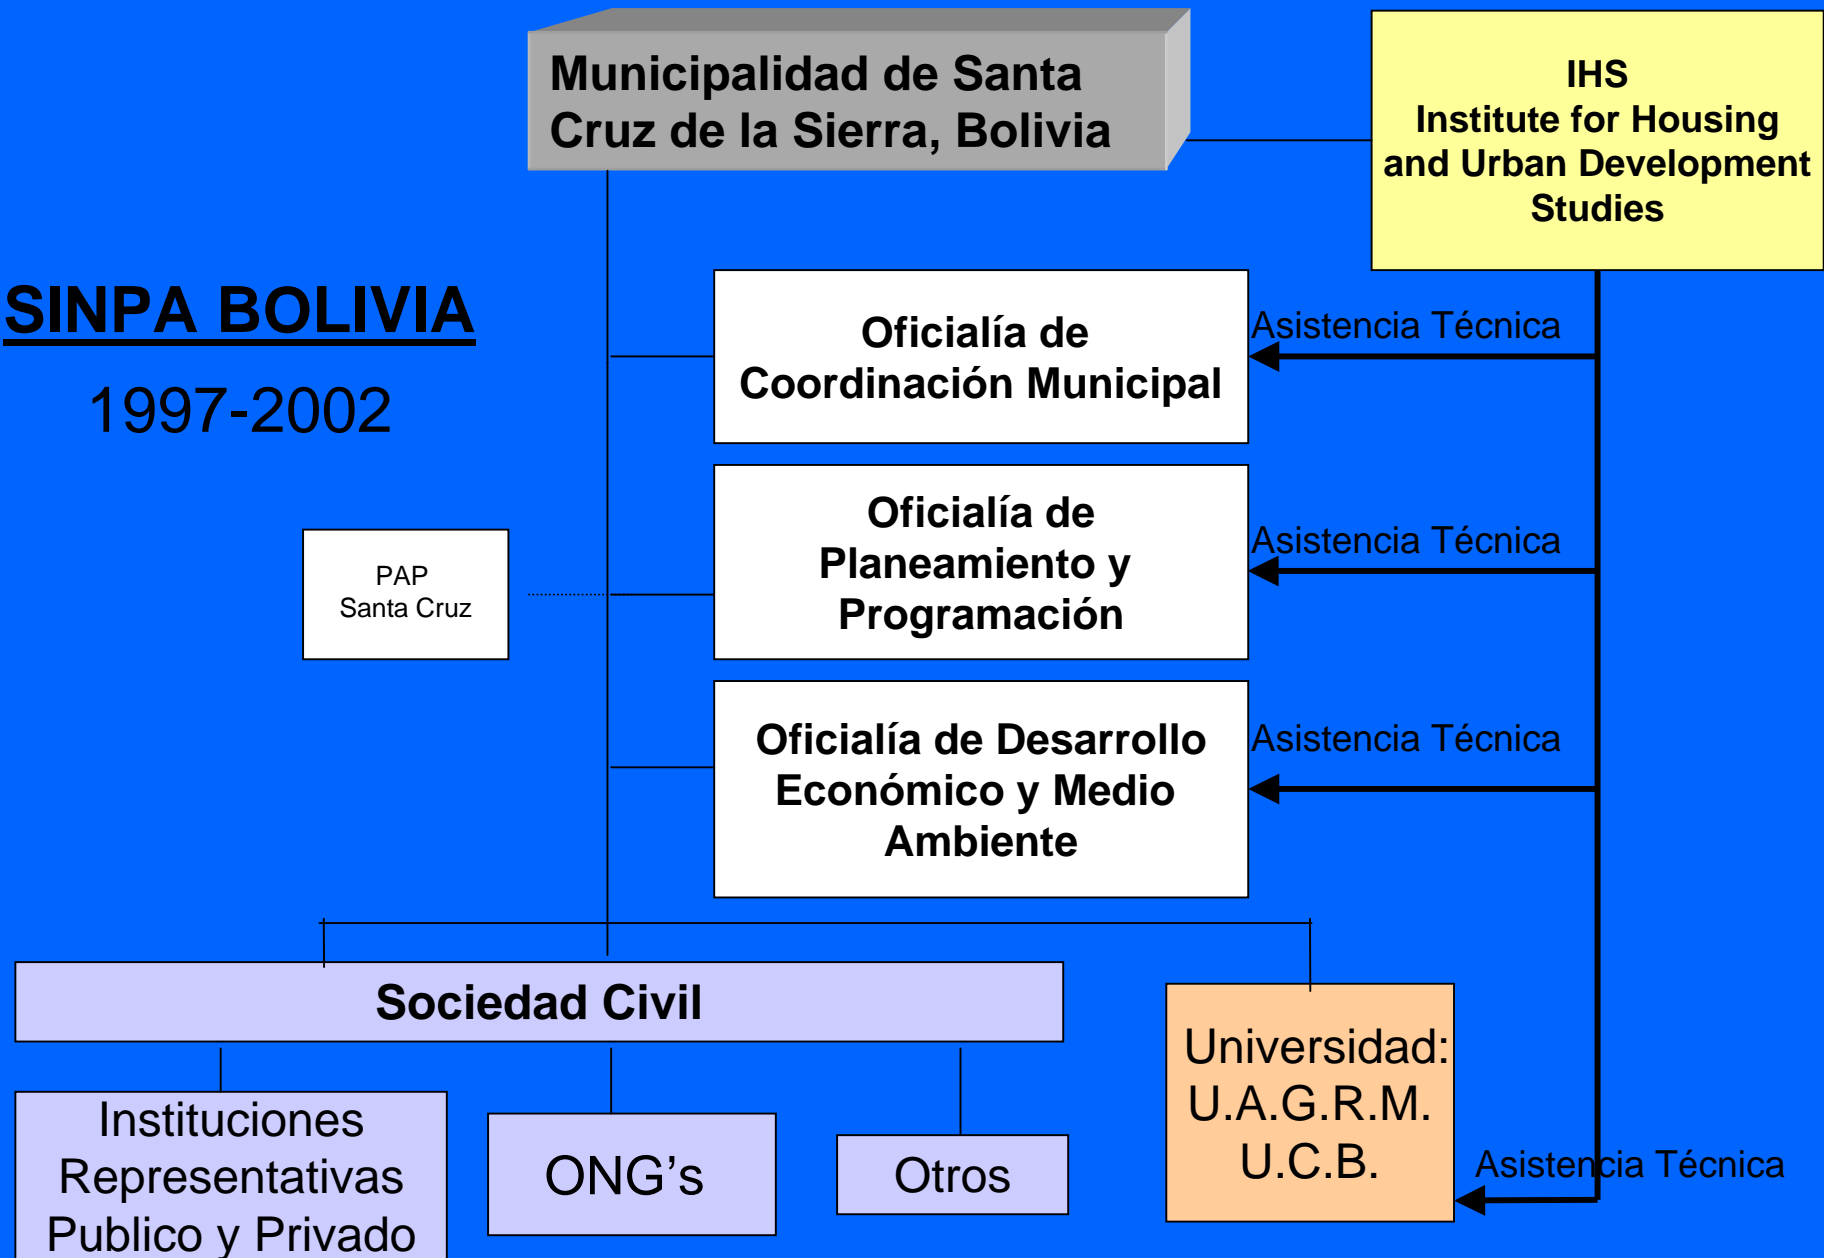 Municipalidad de Santa
Cruz de la Sierra, Bolivia
IHS
Institute for Housing
and Urban Development
Studies
SINPA BOLIVIA
1997-2002
Oficialía de
Coordinación Municipal
Asistencia Técnica
Oficialía de
Planeamiento y
Programación
Asistencia Técnica
PAP
Santa Cruz
Oficialía de Desarrollo
Económico y Medio
Ambiente
Asistencia Técnica
Sociedad Civil
Instituciones
Representativas
Publico y Privado
ONG's
Otros
Universidad:
U.A.G.R.M.
U.C.B.
Asistencia Técnica